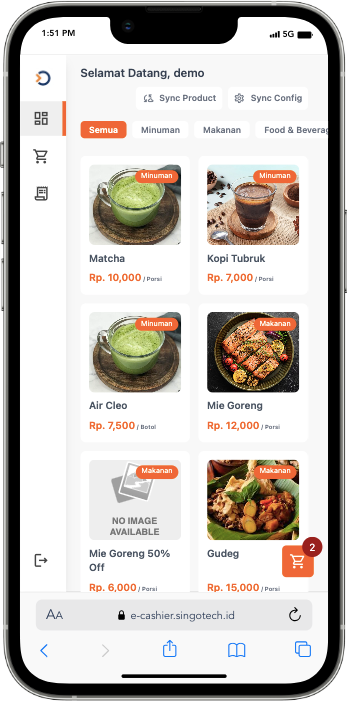 1:51 PM
5G
Selamat Datang, demo
Sync Product
Sync Config
Semua
Minuman
Makanan
Food & Beverag
Minuman
Matcha
Rp. 10,000 / Porsi
Minuman
Kopi Tubruk
Rp. 7,000 / Porsi
Minuman
Air Cleo
Rp. 7,500 / Botol
Makanan
Mie Goreng
Rp. 12,000 / Porsi
NO IMAGE
AVAILABLE
Makanan
Mie Goreng 50%
Off
Rp. 6,000 / Porsi
Makanan
Gudeg
Rp. 15,000 / Porsi
2
AA
e-cashier.singotech.id